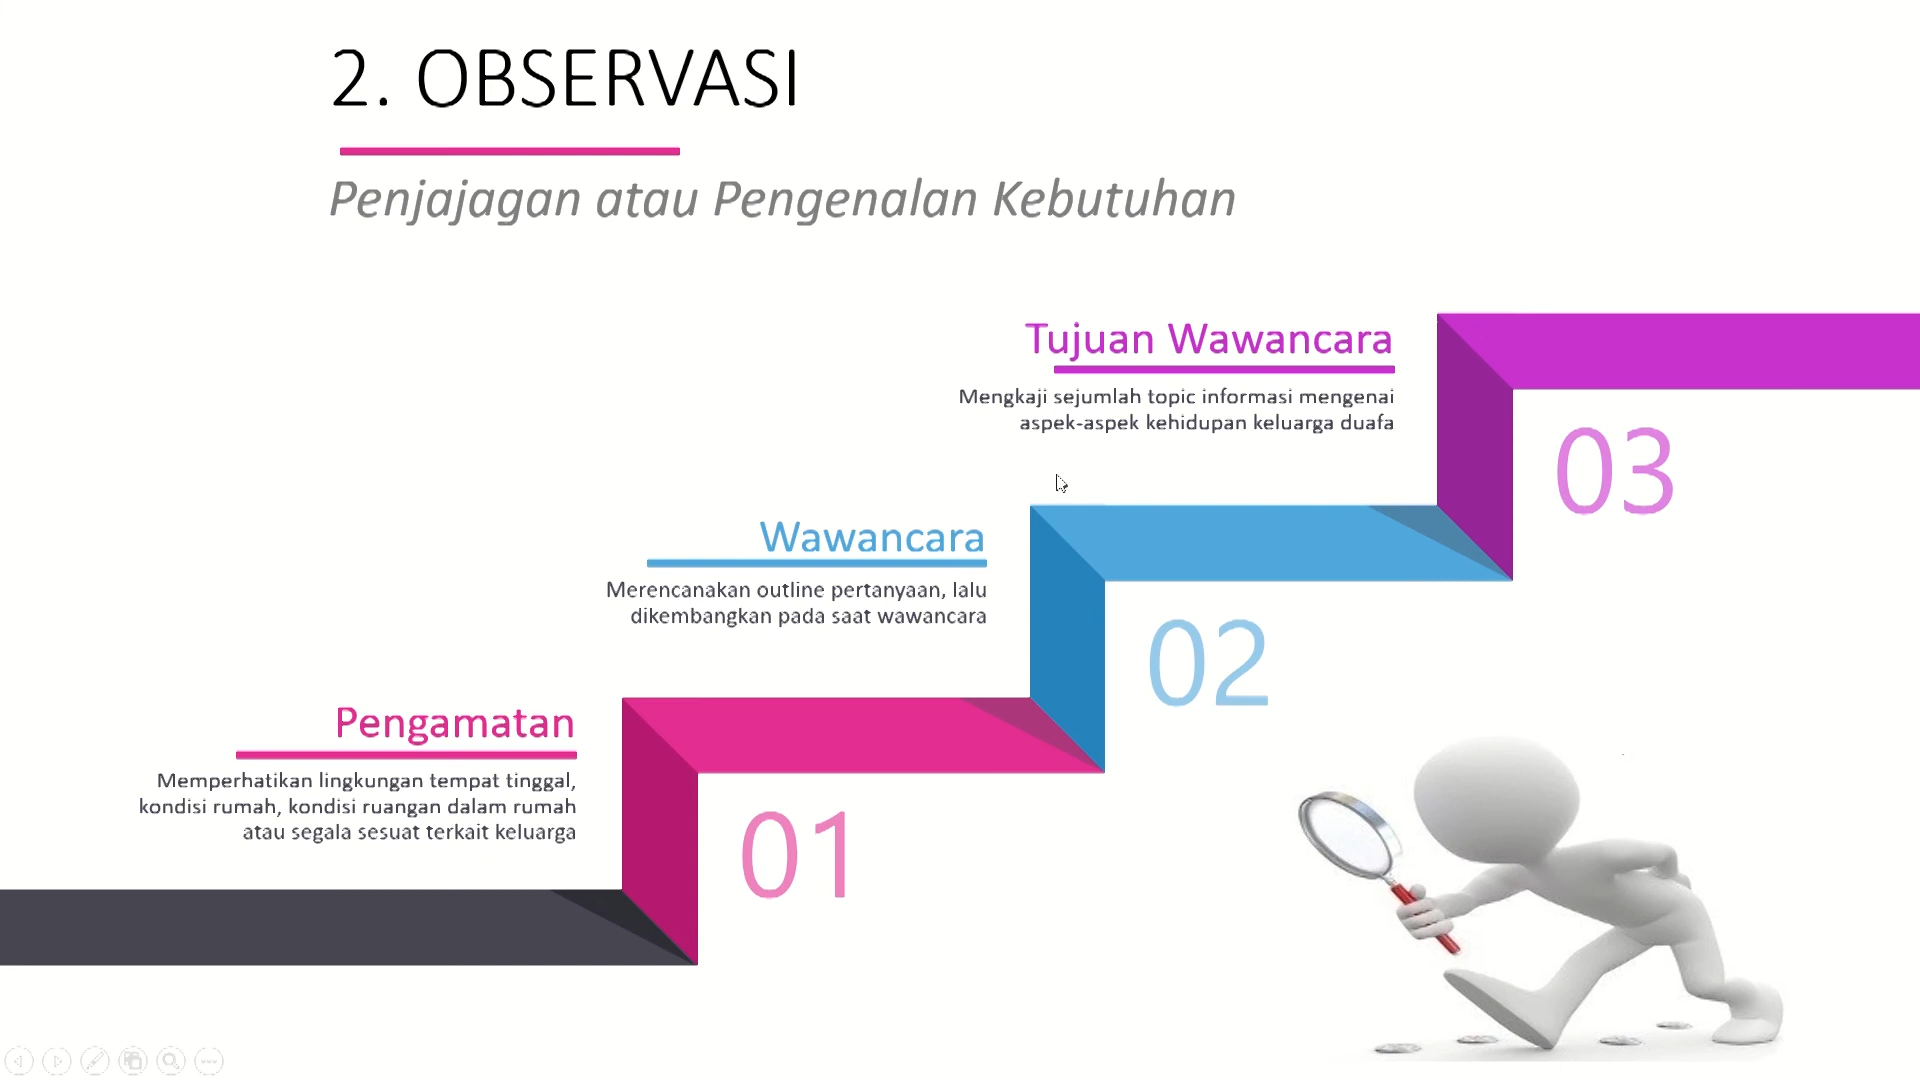 2. OBSERVASI
Penjajagan atau Pengenalan Kebutuhan
Tujuan Wawancara
Mengkaji sejumlah topic informasi mengenai
aspek-aspek kehidupan keluarga duafa
03
Wawancara
Merencanakan outline pertanyaan, lalu
dikembangkan pada saat wawancara
02
Pengamatan
Memperhatikan lingkungan tempat tinggal,
kondisi rumah, kondisi ruangan dalam rumah
atau segala sesuat terkait keluarga
01